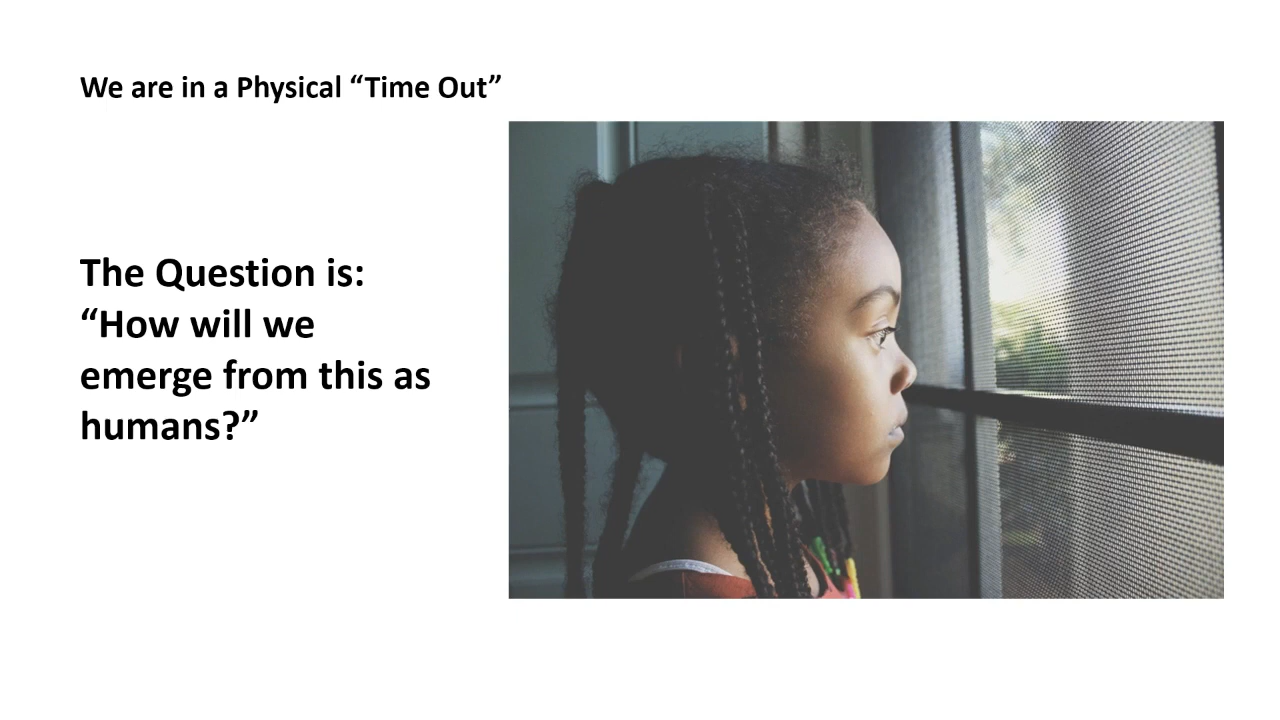 We are in a Physical “Time Out”
The Question is:
“How will we
emerge from this as
humans?”